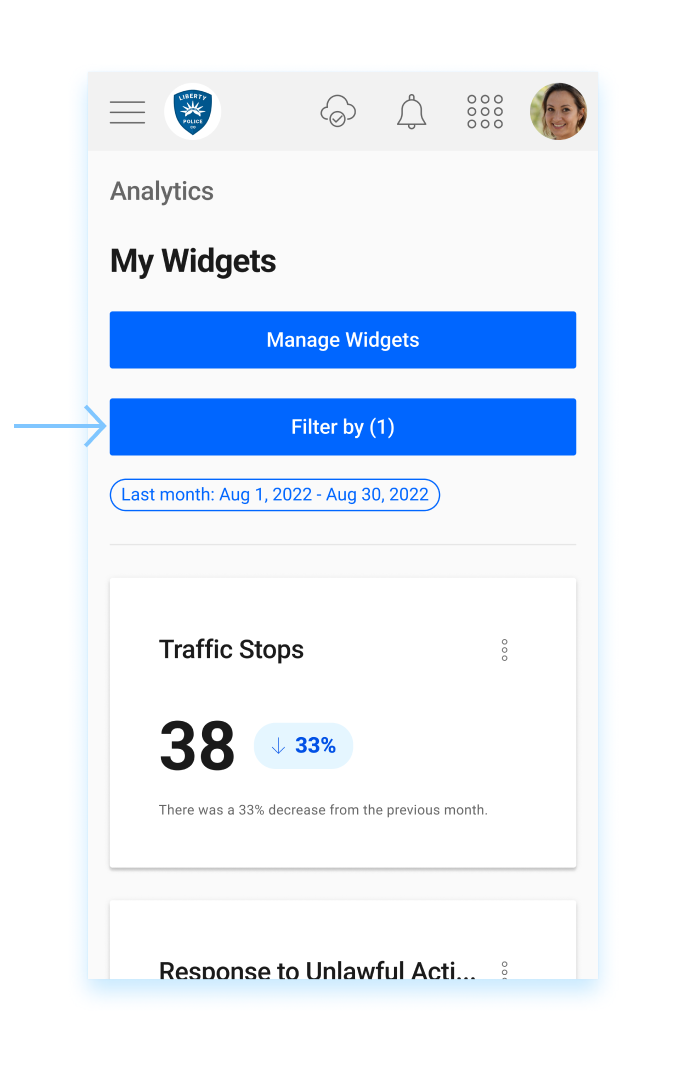 LIBERTY
POLICE
CO
Analytics
My Widgets
Manage Widgets
Filter by (1)
Last month: Aug 1, 2022 - Aug 30, 2022
Traffic Stops
38
33%
There was a 33% decrease from the previous month.
Response to Unlawful Acti...